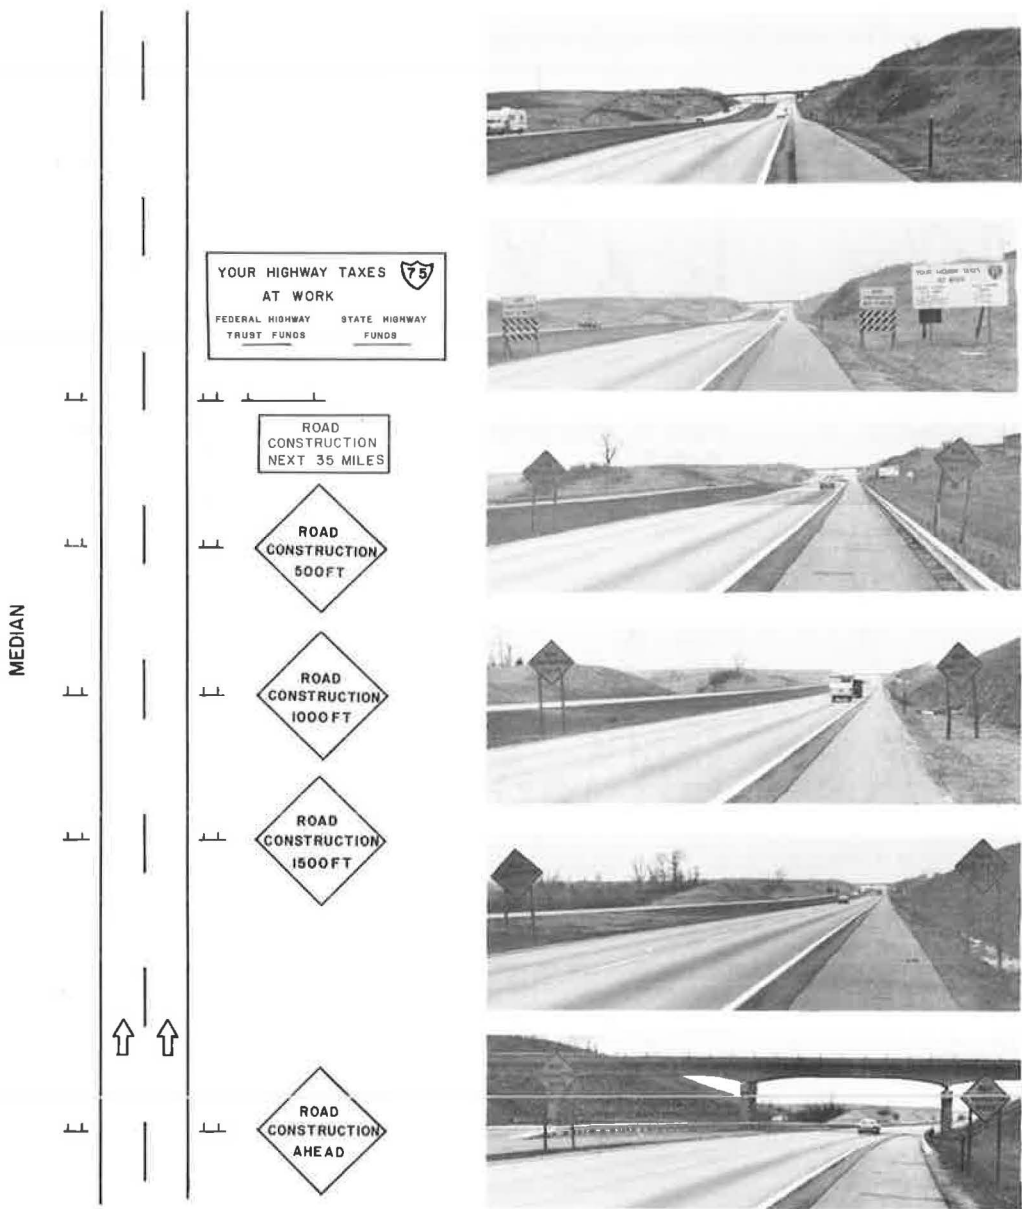 YOUR HIGHWAY TAXES 75
AT WORK
FEDERAL HIGHWAY STATE HIGHWAY
TRUST FUNDS FUNDS
ROAD
CONSTRUCTION
NEXT 35 MILES
ROAD
CONSTRUCTION
500FT
MEDIAN
ROAD
CONSTRUCTION
1000FT
ROAD
CONSTRUCTION
1500FT
ROAD
CONSTRUCTION
AHEAD
YOUR HIGHWAY TAXES
AT WORK